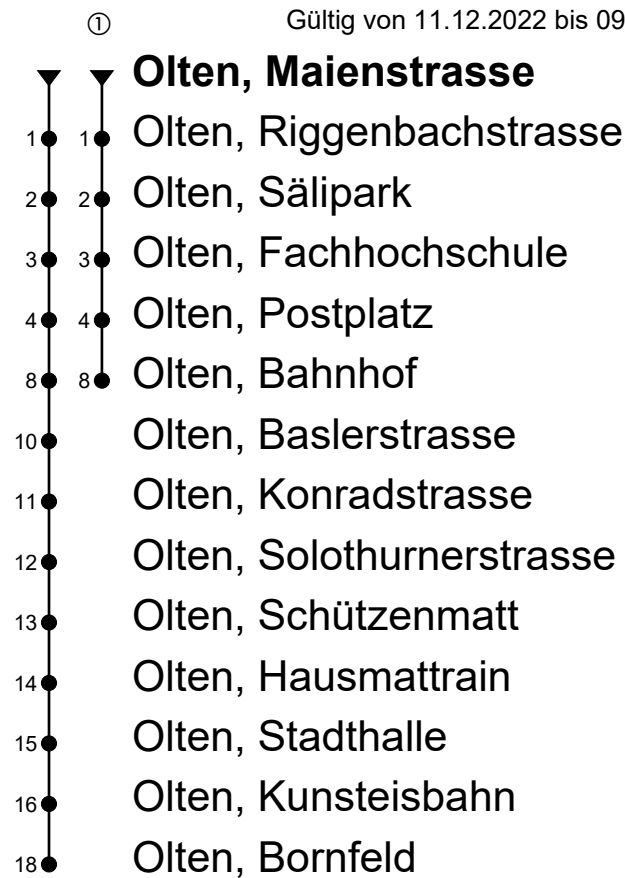 ① Gültig von 11.12.2022 bis 09
Olten, Maienstrasse
1 1 Olten, Riggenbachstrasse
2 2 Olten, Sälipark
3 3 Olten, Fachhochschule
4 4 Olten, Postplatz
8 8 Olten, Bahnhof
10 Olten, Baslerstrasse
11 Olten, Konradstrasse
12 Olten, Solothurnerstrasse
13 Olten, Schützenmatt
14 Olten, Hausmattrain
15 Olten, Stadthalle
16 Olten, Kunsteisbahn
18 Olten, Bornfeld